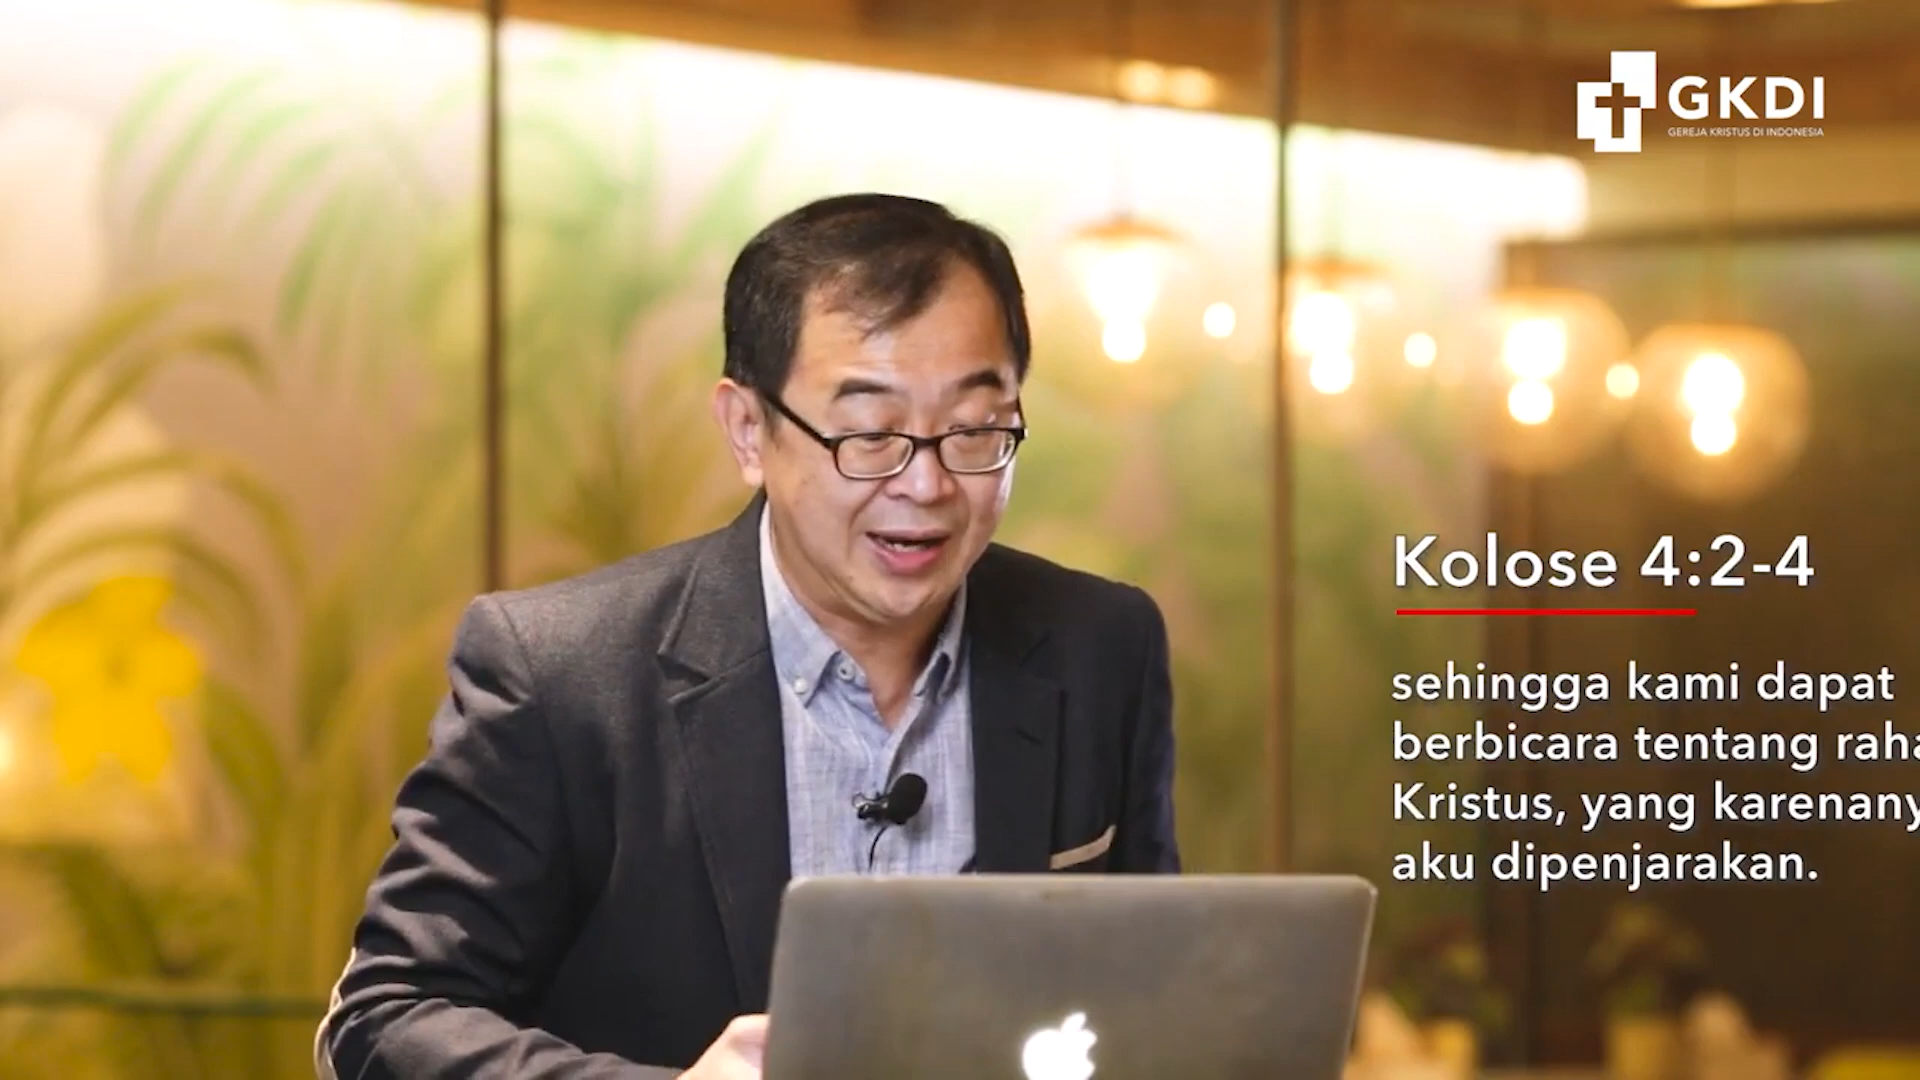 GKDI
GEREJA KRISTUS DI INDONESIA
Kolose 4:2-4
sehingga kami dapat
berbicara tentang
Kristus, yang
aku dipenjarakan.